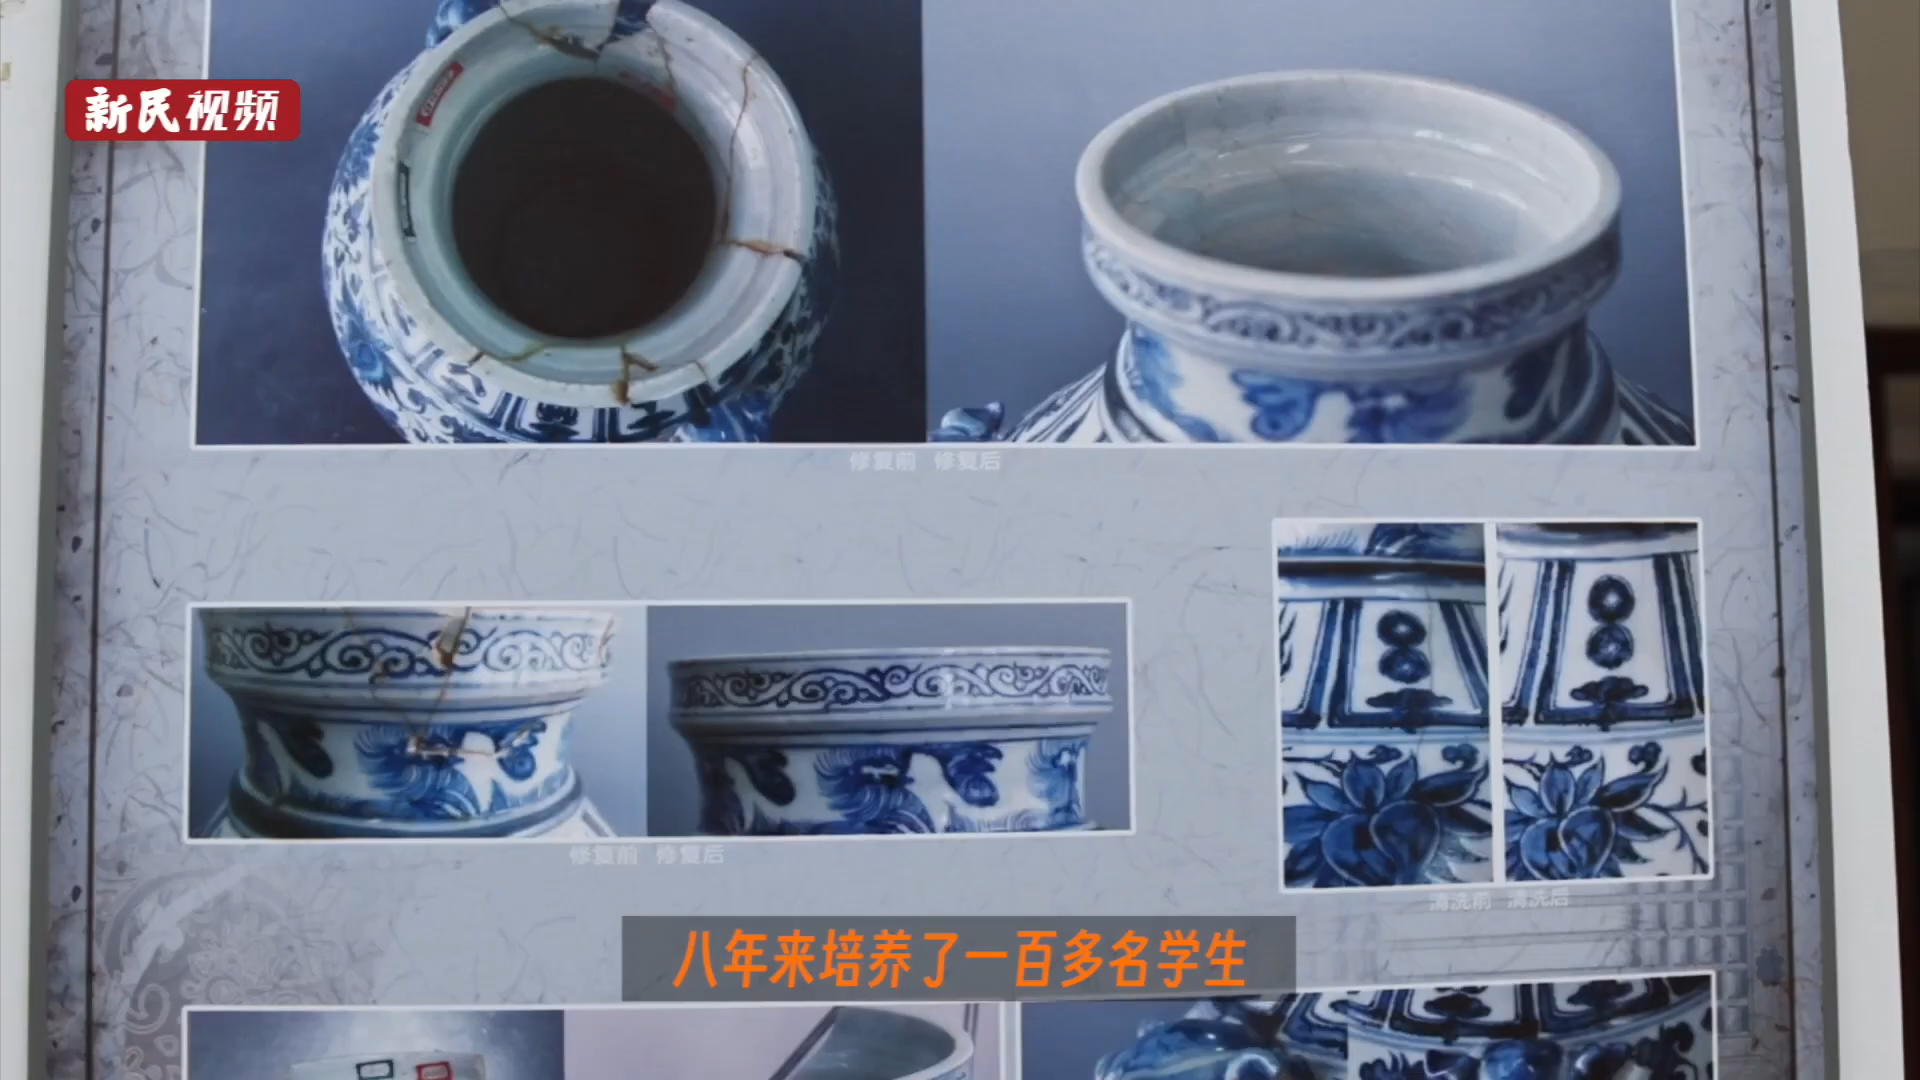 新民视频
修复前 修复后
修复前 修复后
清洗前 清洗后
八年来培养了一百多名学生